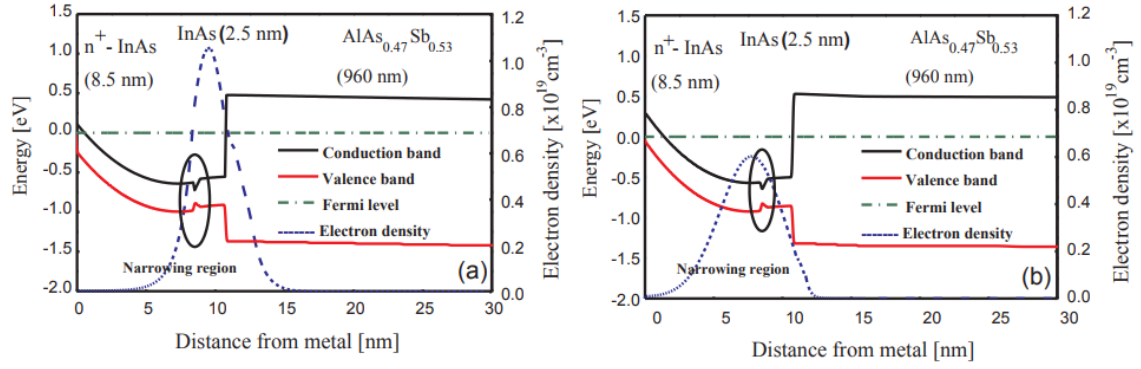 1.5
1.0
0.5
0.0
-0.5
-1.0
-1.5
-2.0
Energy [eV]
n+- InAs
(8.5 nm)
InAs (2.5 nm)
AlAs0.47Sb0.53
(960 nm)
Conduction band
Valence band
Fermi level
Electron density
Narrowing region
(a)
1.2
1.0
0.8
0.6
0.4
0.2
0.0
Electron density [x10^19 cm^-3]
0
5
10
15
20
25
30
Distance from metal [nm]
1.5
1.0
0.5
0.0
-0.5
-1.0
-1.5
-2.0
Energy [eV]
n+- InAs
(8.5 nm)
InAs (2.5 nm)
AlAs0.47Sb0.53
(960 nm)
Conduction band
Valence band
Fermi level
Electron density
Narrowing region
(b)
1.2
1.0
0.8
0.6
0.4
0.2
0.0
Electron density [x10^19 cm^-3]
0
5
10
15
20
25
30
Distance from metal [nm]